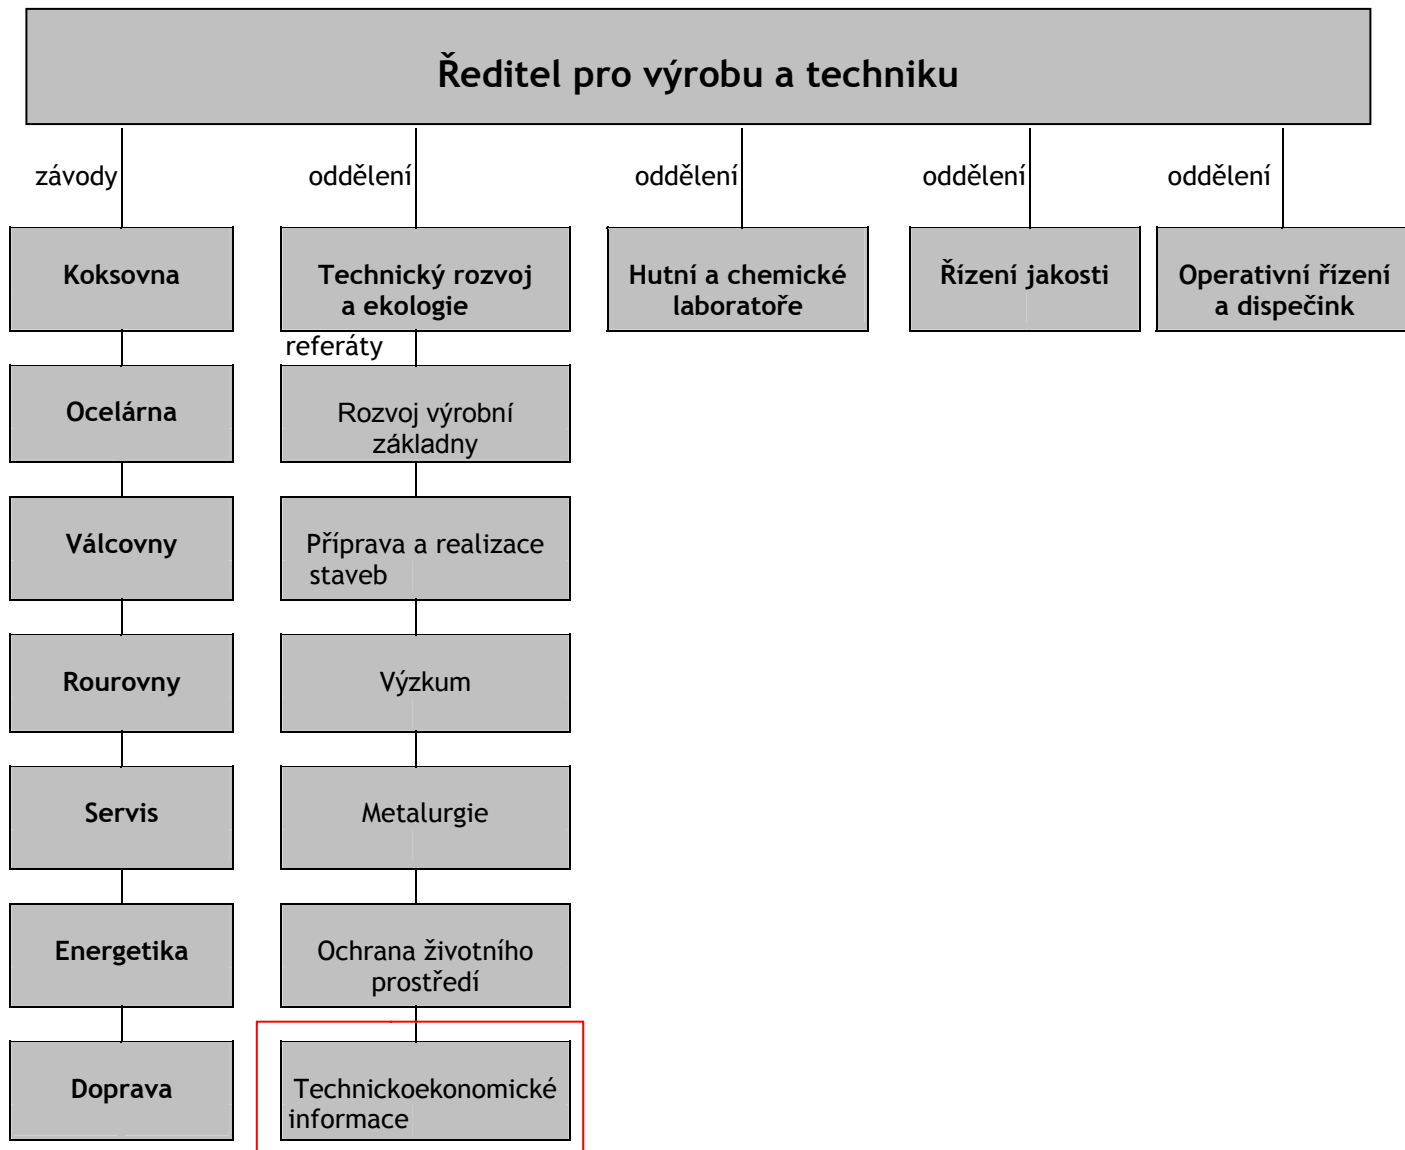 Ředitel pro výrobu a techniku
závody
oddělení
oddělení
oddělení
oddělení
Koksovna
Technický rozvoj
a ekologie
Hutní a chemické
laboratoře
Řízení jakosti
Operativní řízení
a dispečink
referáty
Ocelárna
Rozvoj výrobní
základny
Válcovny
Příprava a realizace
staveb
Rourovny
Výzkum
Servis
Metalurgie
Energetika
Ochrana životního
prostředí
Doprava
Technickoekonomické
informace